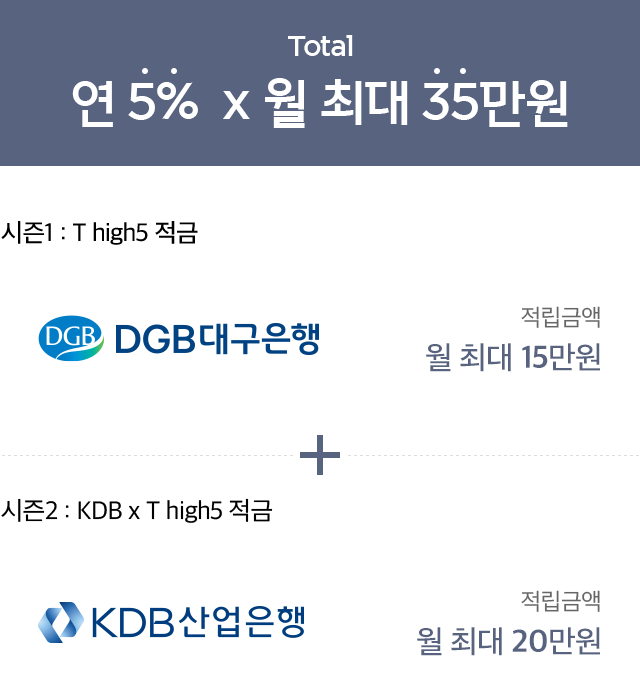 Total
연 5% x 월 최대 35만원
시즌1 : T high5 적금
DGB DGB대구은행
적립금액
월 최대 15만원
+
시즌2 : KDB x T high5 적금
KDB산업은행
적립금액
월 최대 20만원